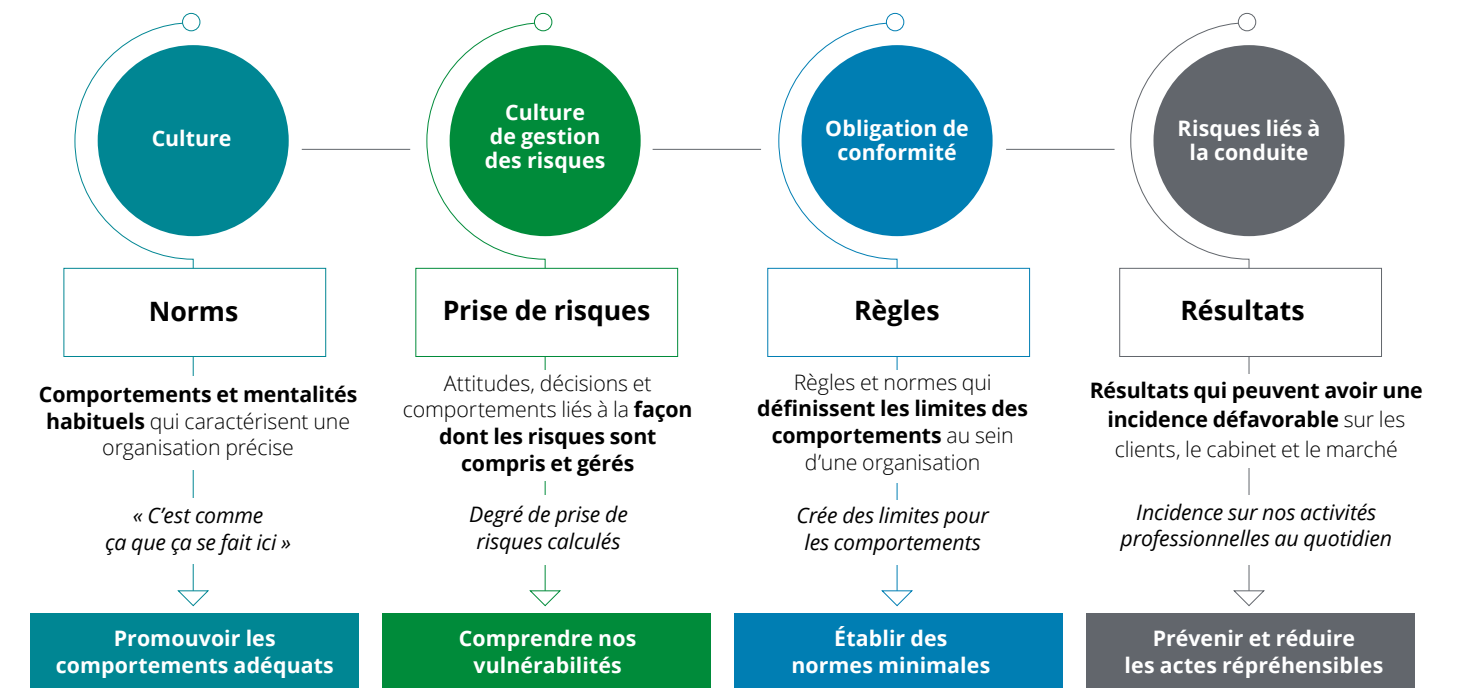 Culture
Norms
Comportements et mentalités
habituels qui caractérisent une
organisation précise
« C'est comme
ça que ça se fait ici »
Promouvoir les
comportements adéquats
Culture
de gestion
des risques
Prise de risques
Attitudes, décisions et
comportements liés à la façon
dont les risques sont
compris et gérés
Degré de prise de
risques calculés
Comprendre nos
vulnérabilités
Obligation de
conformité
Règles
Règles et normes qui
définissent les limites des
comportements au sein
d'une organisation
Crée des limites pour
les comportements
Établir des
normes minimales
Risques liés à
la conduite
Résultats
Résultats qui peuvent avoir une
incidence défavorable sur les
clients, le cabinet et le marché
Incidence sur nos activités
professionnelles au quotidien
Prévenir et réduire
les actes répréhensibles